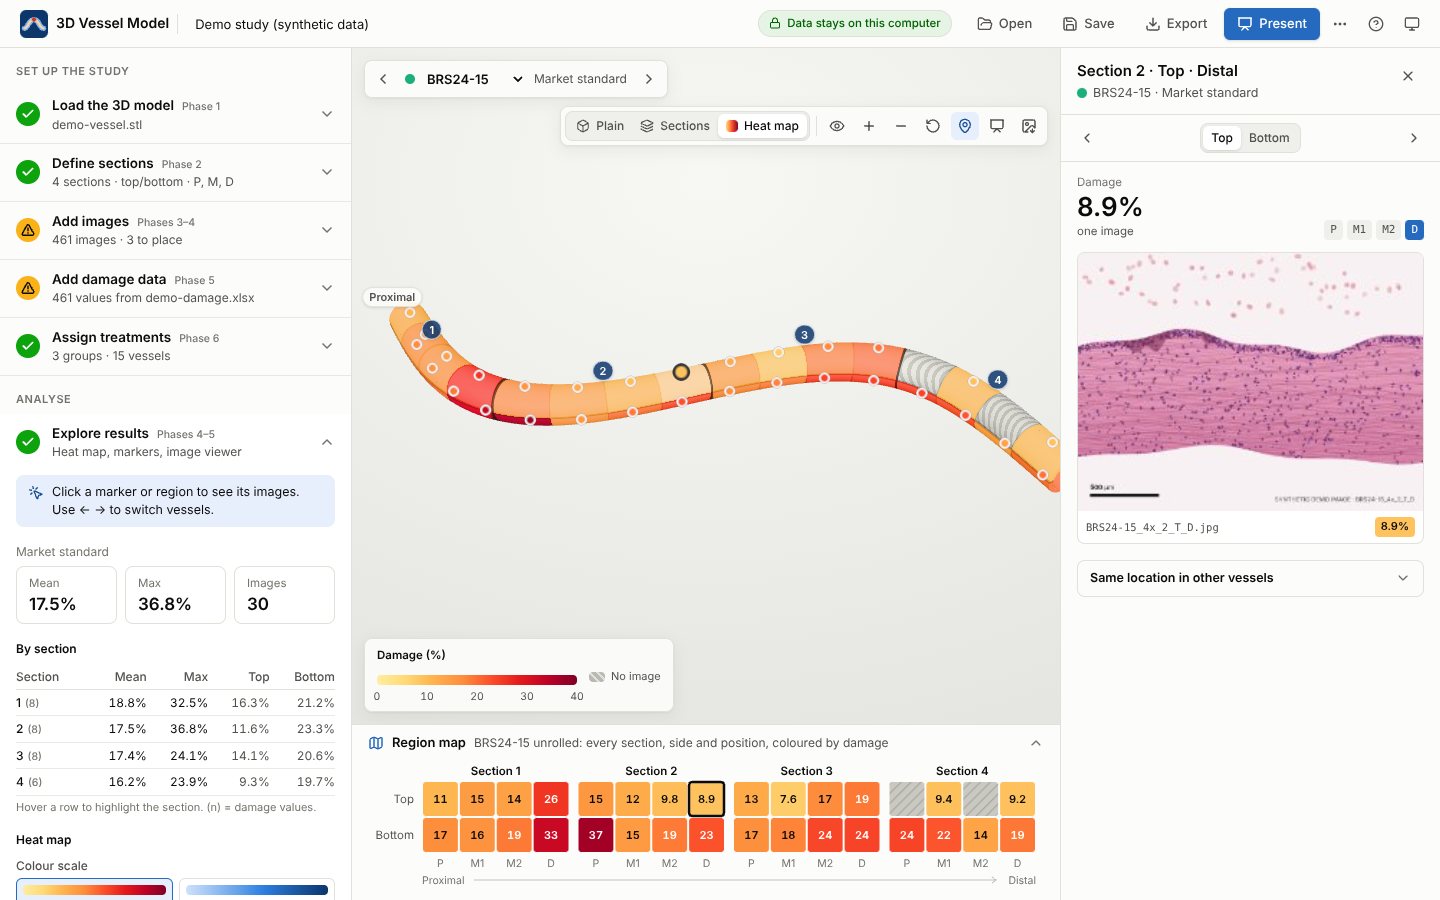 3D Vessel Model
Demo study (synthetic data)
Data stays on this computer
Open
Save
Export
Present
SET UP THE STUDY
Load the 3D model Phase 1
demo-vessel.stl
Define sections Phase 2
4 sections · top/bottom · P, M, D
Add images Phases 3–4
461 images · 3 to place
Add damage data Phase 5
461 values from demo-damage.xlsx
Assign treatments Phase 6
3 groups · 15 vessels
ANALYSE
Explore results Phases 4–5
Heat map, markers, image viewer
Click a marker or region to see its images.
Use ← → to switch vessels.
Market standard
Mean
17.5%
Max
36.8%
Images
30
By section
Section Mean Max Top Bottom
1 (8) 18.8% 32.5% 16.3% 21.2%
2 (8) 17.5% 36.8% 11.6% 23.3%
3 (8) 17.4% 24.1% 14.1% 20.6%
4 (6) 16.2% 23.9% 9.3% 19.7%
Hover a row to highlight the section. (n) = damage values.
Heat map
Colour scale
BRS24-15 Market standard
Plain Sections Heat map
Proximal
1
2
3
4
Damage (%)
0 10 20 30 40
No image
Region map BRS24-15 unrolled: every section, side and position, coloured by damage
Section 1 Section 2 Section 3 Section 4
Top 11 15 14 26 15 12 9.8 8.9 13 7.6 17 19 9.4 9.2
Bottom 17 16 19 33 37 15 19 23 17 18 24 24 24 22 14 19
P M1 M2 D P M1 M2 D P M1 M2 D P M1 M2 D
Proximal Distal
Section 2 · Top · Distal
BRS24-15 · Market standard
Top Bottom
Damage
8.9%
one image
P M1 M2 D
500 µm
SYNTHETIC DEMO IMAGE · BRS24-15_4x_2_T_D
BRS24-15_4x_2_T_D.jpg 8.9%
Same location in other vessels